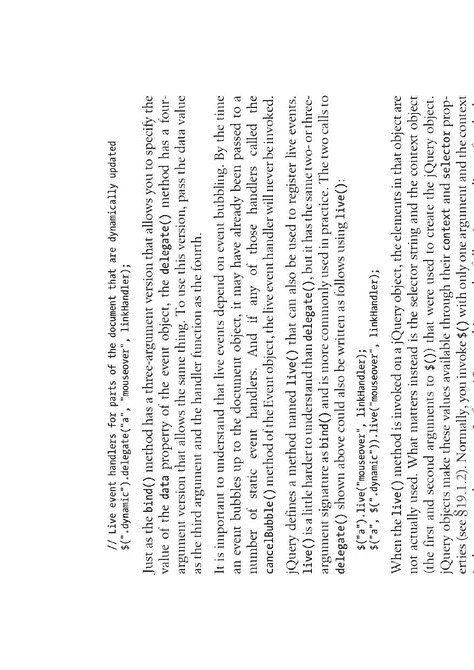 // Live event handlers for parts of the document that are dynamically updated
$(".dynamic").delegate("a", "mouseover", linkHandler);
Just as the bind() method has a three-argument version that allows you to specify the
value of the data property of the event object, the delegate() method has a four-
argument version that allows the same thing. To use this version, pass the data value
as the third argument and the handler function as the fourth.
It is important to understand that live events depend on event bubbling. By the time
an event bubbles up to the document object, it may have already been passed to a
number of static event handlers. And if any of those handlers called the
cancelBubble() method of the Event object, the live event handler will never be invoked.
jQuery defines a method named live() that can also be used to register live events.
live() is a little harder to understand than delegate(), but it has the same two- or three-
argument signature as bind() and is more commonly used in practice. The two calls to
delegate() shown above could also be written as follows using live():
$("a").live("mouseover", linkHandler);
$("a", $(".dynamic")).live("mouseover", linkHandler);
When the live() method is invoked on a jQuery object, the elements in that object are
not actually used. What matters instead is the selector string and the context object
(the first and second arguments to $()) that were used to create the jQuery object.
jQuery objects make these values available through their context and selector prop-
erties (see §19.1.2). Normally, you invoke $() with only one argument and the context